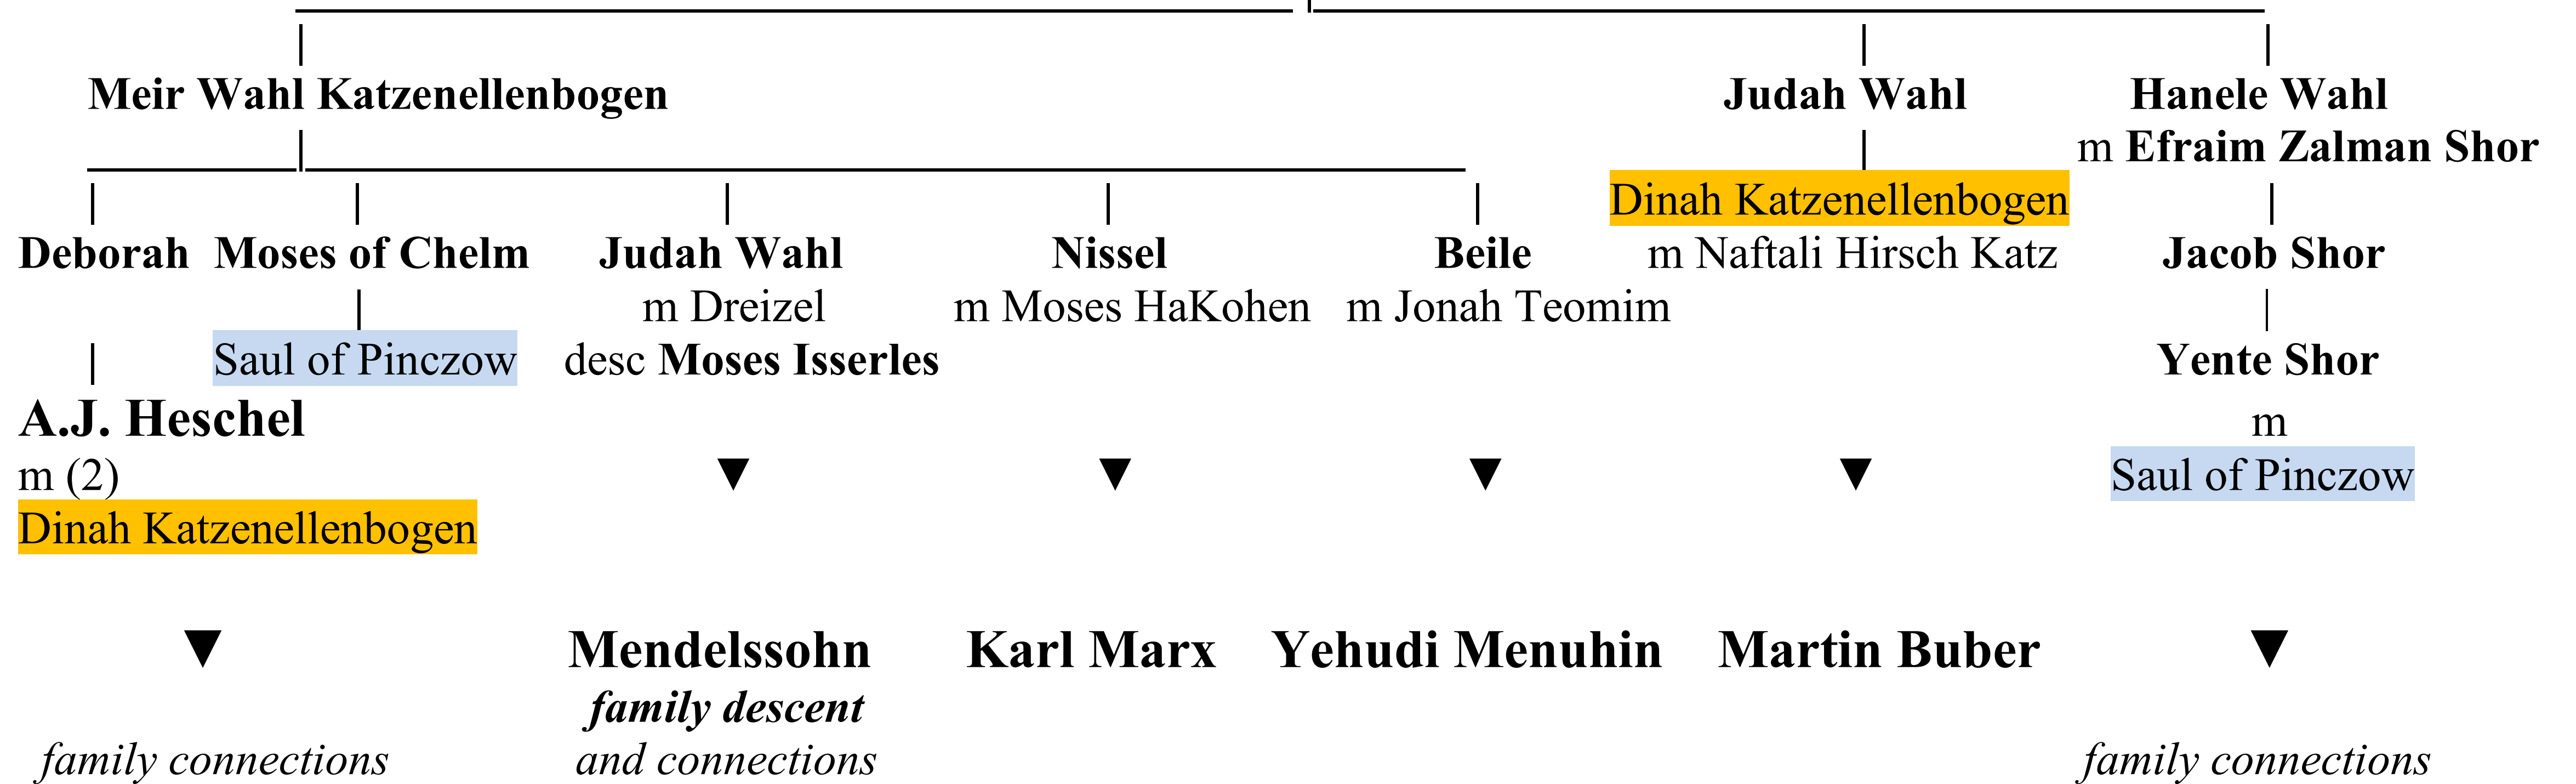 Meir Wahl Katzenellenbogen Judah Wahl Hanele Wahl
m Efraim Zalman Shor
Dinah Katzenellenbogen
Deborah Moses of Chelm Judah Wahl Nissel Beile m Naftali Hirsch Katz Jacob Shor
m Dreizel m Moses HaKohen m Jonah Teomim
Saul of Pinczow desc Moses Isserles Yente Shor
A.J. Heschel m
m (2) Saul of Pinczow
Dinah Katzenellenbogen
Mendelssohn Karl Marx Yehudi Menuhin Martin Buber
family descent
family connections and connections family connections